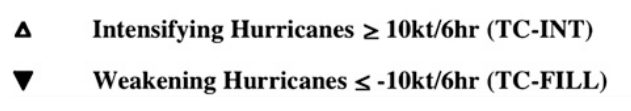 Intensifying Hurricanes ≥ 10kt/6hr (TC-INT)
Weakening Hurricanes ≤ -10kt/6hr (TC-FILL)